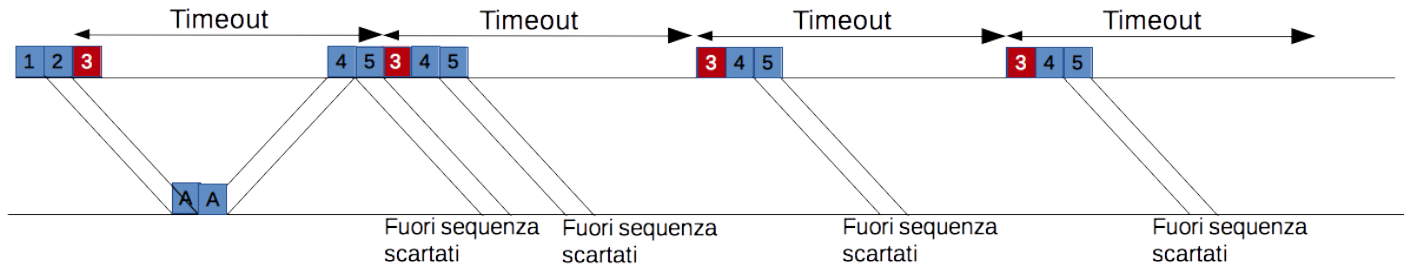 Timeout Timeout Timeout Timeout
1 2 3 4 5 3 4 5 3 4 5 3 4 5
A A
Fuori sequenza Fuori sequenza Fuori sequenza Fuori sequenza
scartati scartati scartati scartati